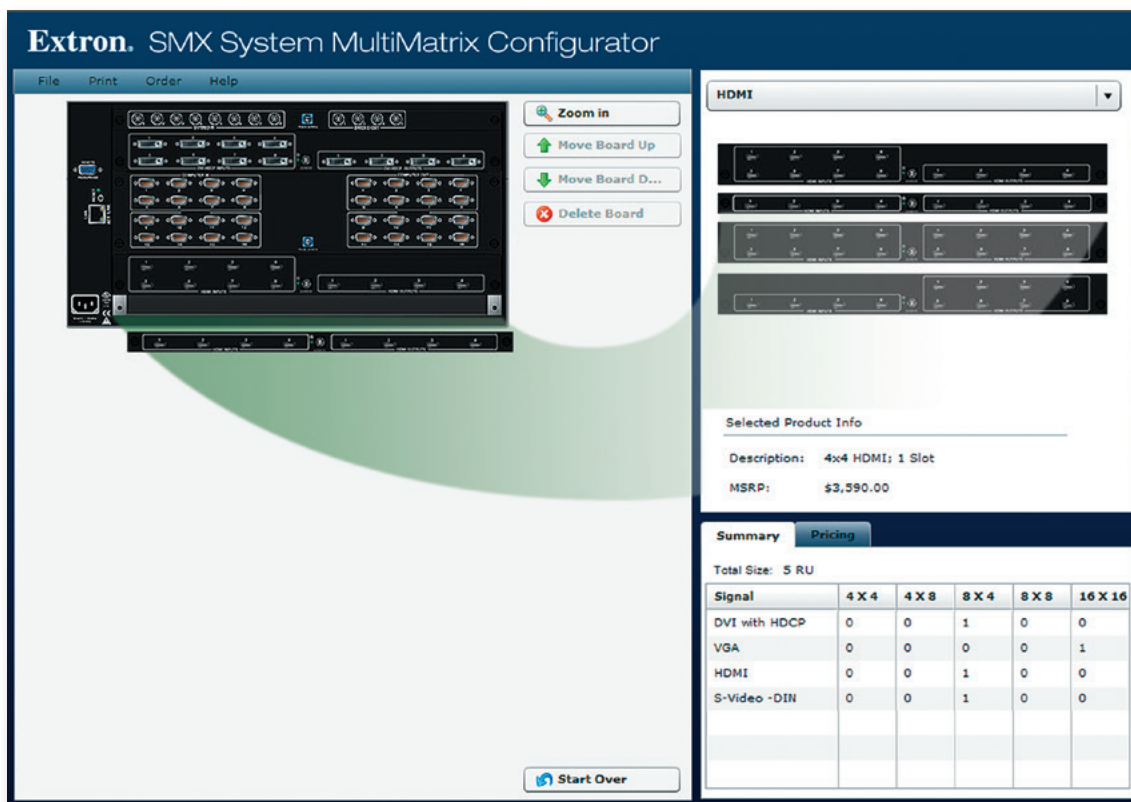 Extron. SMX System MultiMatrix Configurator
File Print Order Help
Zoom in
Move Board Up
Move Board D...
Delete Board
Start Over
HDMI
Selected Product Info
Description: 4x4 HDMI; 1 Slot
MSRP: $3,590.00
Summary Pricing
Total Size: 5 RU
Signal 4 X 4 4 X 8 8 X 4 8 X 8 16 X 16
DVI with HDCP 0 0 1 0 0
VGA 0 0 0 0 1
HDMI 0 0 1 0 0
S-Video -DIN 0 0 1 0 0